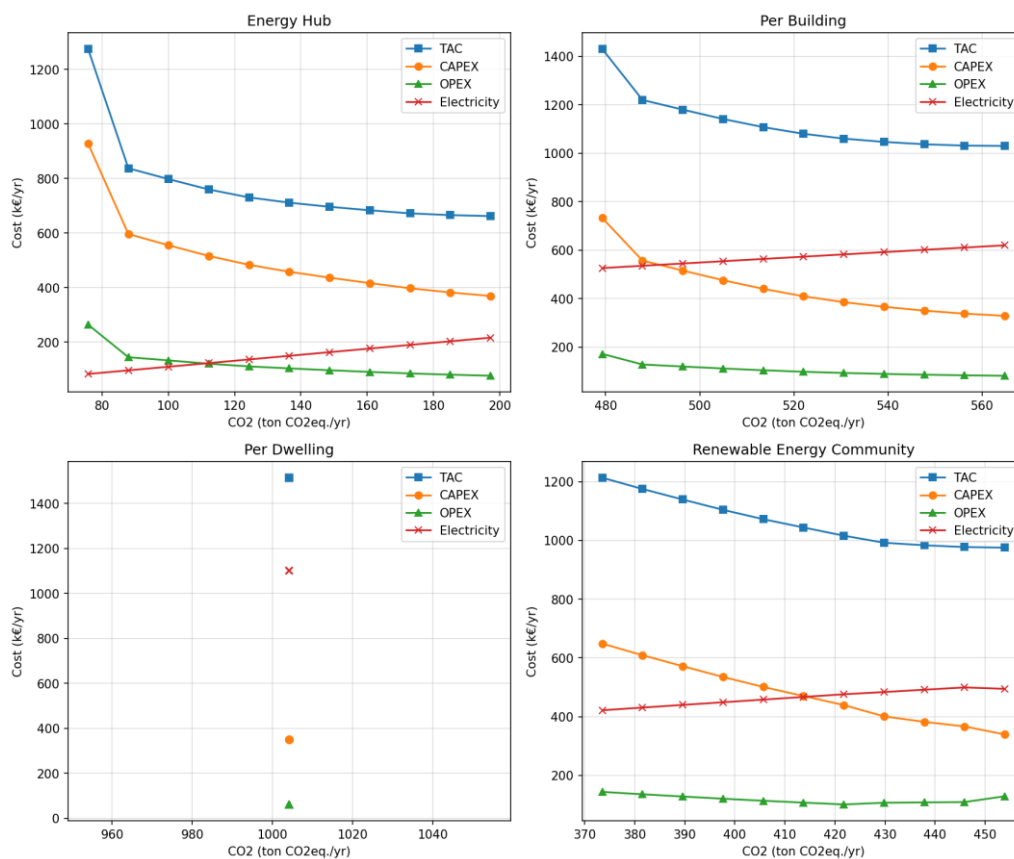 Energy Hub
TAC
CAPEX
OPEX
Electricity
1200
1000
800
600
400
200
Cost (k€/yr)
80
100
120
140
160
180
200
CO2 (ton CO2eq./yr)
Per Building
TAC
CAPEX
OPEX
Electricity
1400
1200
1000
800
600
400
200
Cost (k€/yr)
480
500
520
540
560
CO2 (ton CO2eq./yr)
Per Dwelling
TAC
CAPEX
OPEX
Electricity
1400
1200
1000
800
600
400
200
0
Cost (k€/yr)
960
980
1000
1020
1040
CO2 (ton CO2eq./yr)
Renewable Energy Community
TAC
CAPEX
OPEX
Electricity
1200
1000
800
600
400
200
Cost (k€/yr)
370
380
390
400
410
420
430
440
450
CO2 (ton CO2eq./yr)